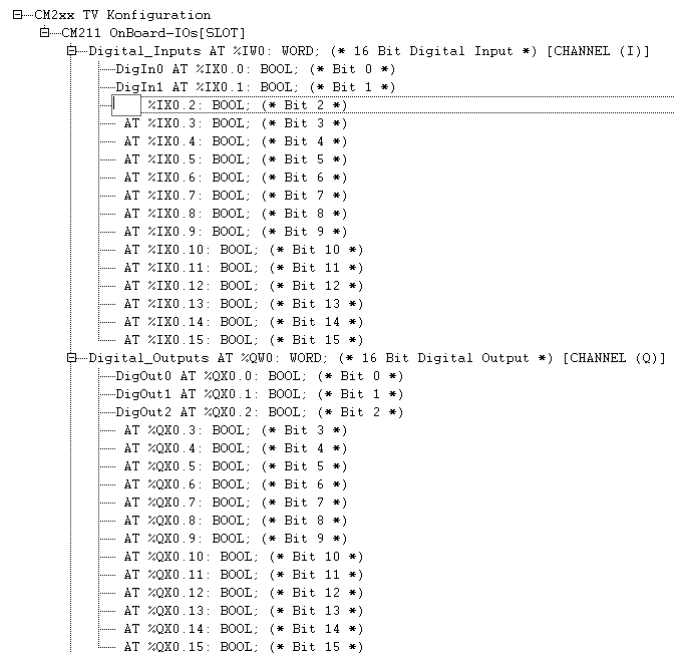 CM2xx TV Konfiguration
CM211 OnBoard-IOs[SLOT]
Digital_Inputs AT %IW0: WORD; (* 16 Bit Digital Input *) [CHANNEL (I)]
DigIn0 AT %IX0.0: BOOL; (* Bit 0 *)
DigIn1 AT %IX0.1: BOOL; (* Bit 1 *)
%IX0.2: BOOL; (* Bit 2 *)
AT %IX0.3: BOOL; (* Bit 3 *)
AT %IX0.4: BOOL; (* Bit 4 *)
AT %IX0.5: BOOL; (* Bit 5 *)
AT %IX0.6: BOOL; (* Bit 6 *)
AT %IX0.7: BOOL; (* Bit 7 *)
AT %IX0.8: BOOL; (* Bit 8 *)
AT %IX0.9: BOOL; (* Bit 9 *)
AT %IX0.10: BOOL; (* Bit 10 *)
AT %IX0.11: BOOL; (* Bit 11 *)
AT %IX0.12: BOOL; (* Bit 12 *)
AT %IX0.13: BOOL; (* Bit 13 *)
AT %IX0.14: BOOL; (* Bit 14 *)
AT %IX0.15: BOOL; (* Bit 15 *)
Digital_Outputs AT %QW0: WORD; (* 16 Bit Digital Output *) [CHANNEL (Q)]
DigOut0 AT %QX0.0: BOOL; (* Bit 0 *)
DigOut1 AT %QX0.1: BOOL; (* Bit 1 *)
DigOut2 AT %QX0.2: BOOL; (* Bit 2 *)
AT %QX0.3: BOOL; (* Bit 3 *)
AT %QX0.4: BOOL; (* Bit 4 *)
AT %QX0.5: BOOL; (* Bit 5 *)
AT %QX0.6: BOOL; (* Bit 6 *)
AT %QX0.7: BOOL; (* Bit 7 *)
AT %QX0.8: BOOL; (* Bit 8 *)
AT %QX0.9: BOOL; (* Bit 9 *)
AT %QX0.10: BOOL; (* Bit 10 *)
AT %QX0.11: BOOL; (* Bit 11 *)
AT %QX0.12: BOOL; (* Bit 12 *)
AT %QX0.13: BOOL; (* Bit 13 *)
AT %QX0.14: BOOL; (* Bit 14 *)
AT %QX0.15: BOOL; (* Bit 15 *)